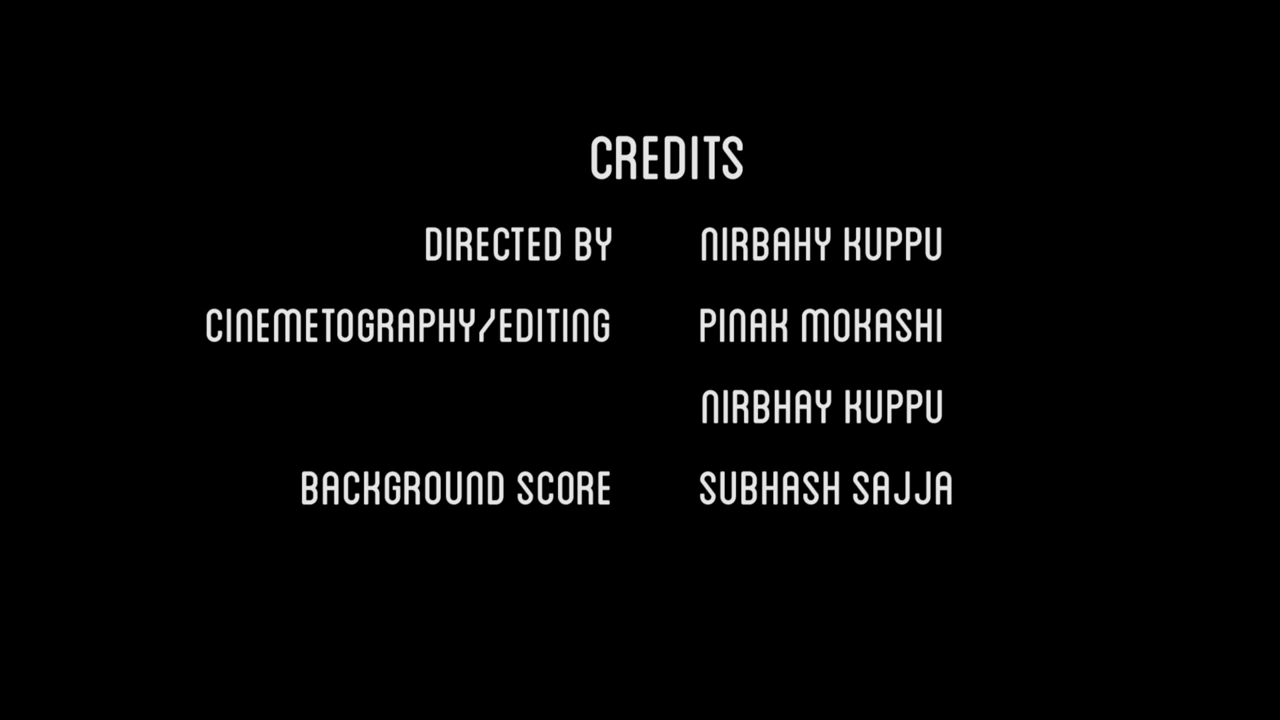 CREDITS
DIRECTED BY NIRBAHY KUPPU
CINEMETOGRAPHY/EDITING PINAK MOKASHI
NIRBHAY KUPPU
BACKGROUND SCORE SUBHASH SAJJA